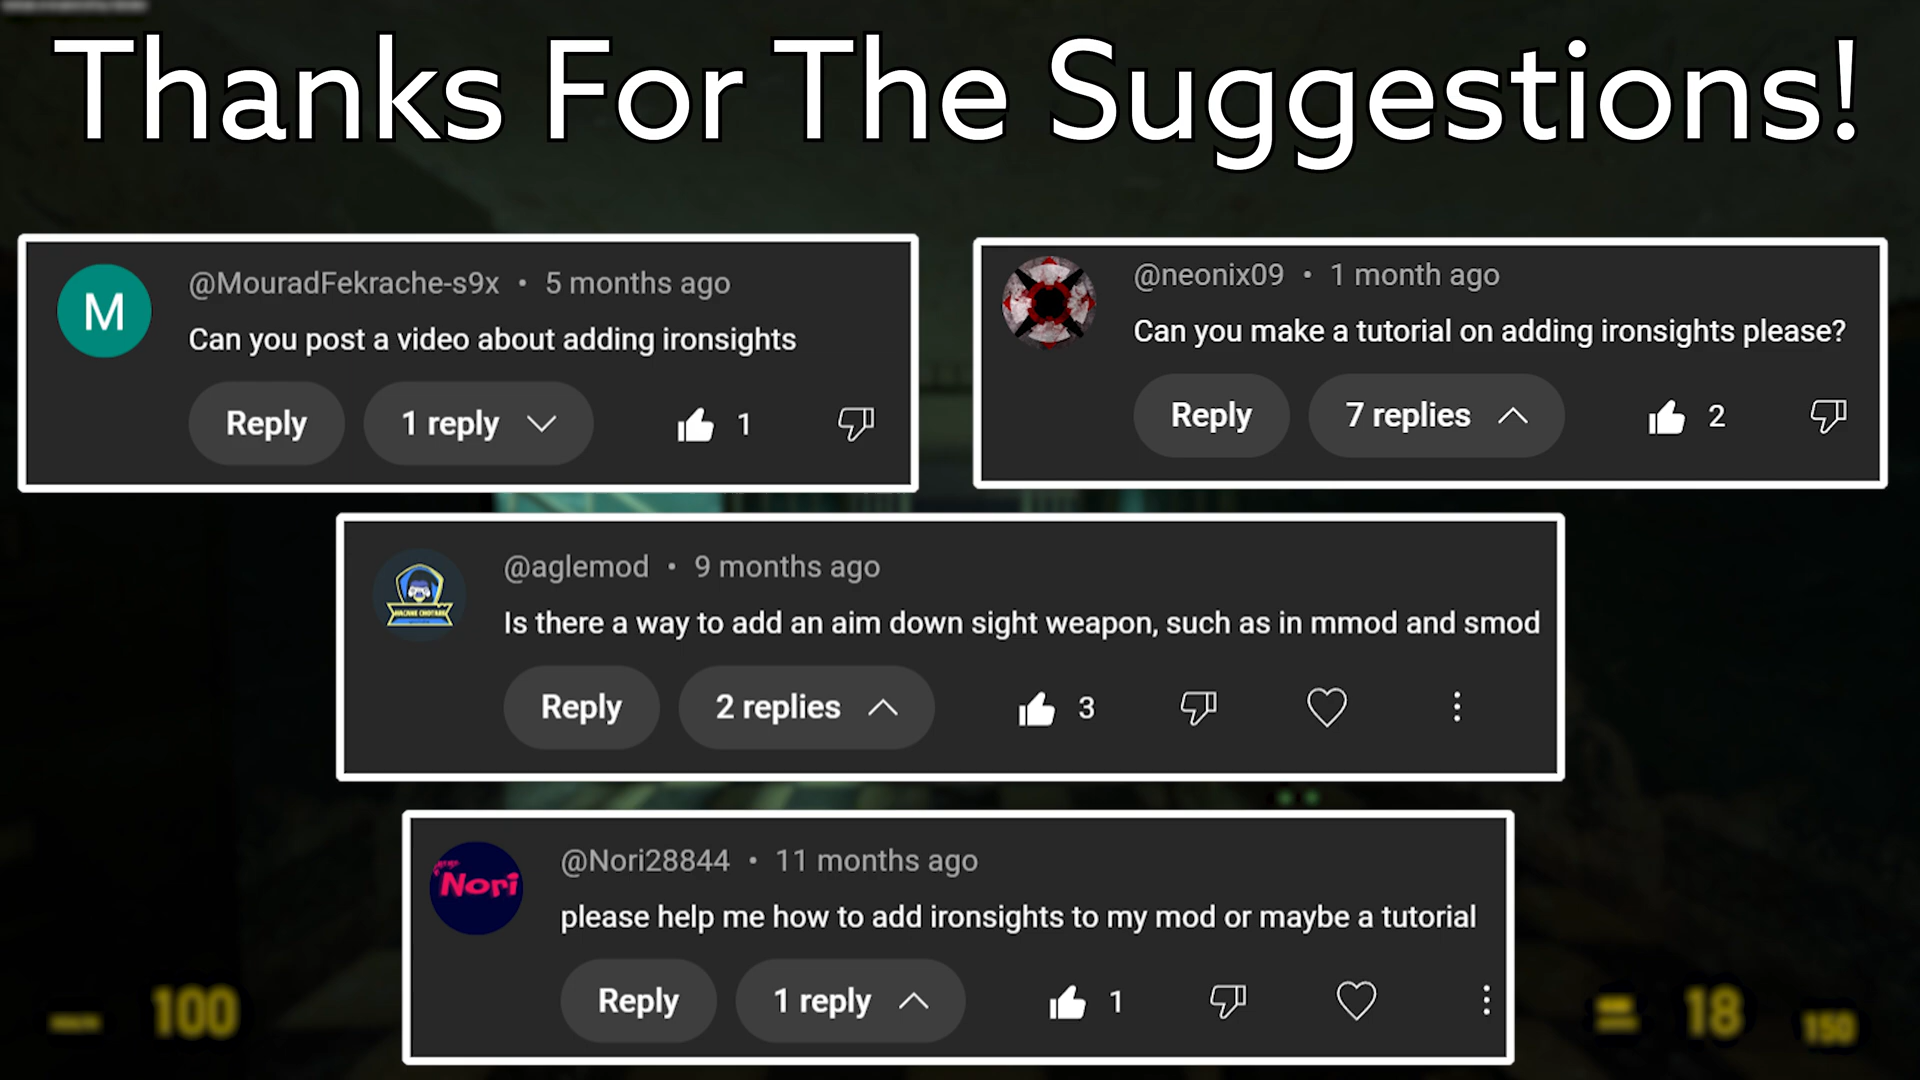 Thanks For The Suggestions!
M
@MouradFekrache-s9x • 5 months ago
Can you post a video about adding ironsights
Reply 1 reply 1
@neonix09 • 1 month ago
Can you make a tutorial on adding ironsights please?
Reply 7 replies 2
@aglemod • 9 months ago
Is there a way to add an aim down sight weapon, such as in mmod and smod
Reply 2 replies 3
Nori
@Nori28844 • 11 months ago
please help me how to add ironsights to my mod or maybe a tutorial
Reply 1 reply 1
100 18 150